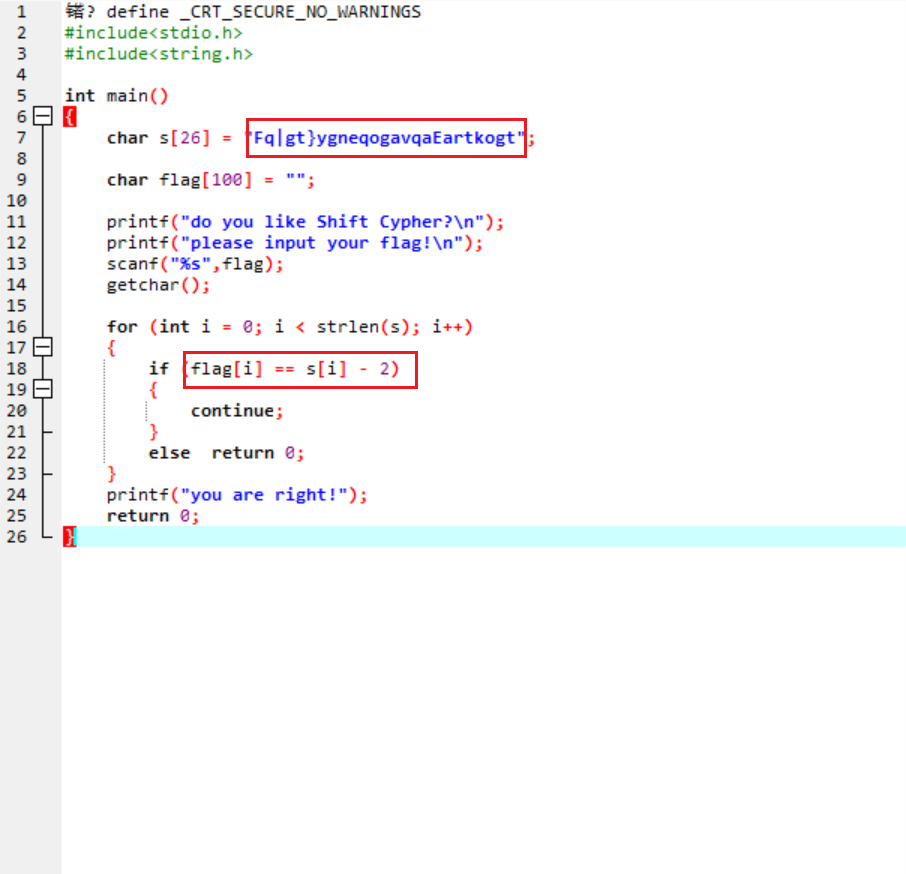 1 锘? define _CRT_SECURE_NO_WARNINGS
2 #include<stdio.h>
3 #include<string.h>
4
5 int main()
6 {
7 char s[26] = "Fq|gt}ygneqogavqaEartkogt";
8
9 char flag[100] = "";
10
11 printf("do you like Shift Cypher?\n");
12 printf("please input your flag!\n");
13 scanf("%s",flag);
14 getchar();
15
16 for (int i = 0; i < strlen(s); i++)
17 {
18 if (flag[i] == s[i] - 2)
19 {
20 continue;
21 }
22 else  return 0;
23 }
24 printf("you are right!");
25 return 0;
26 }